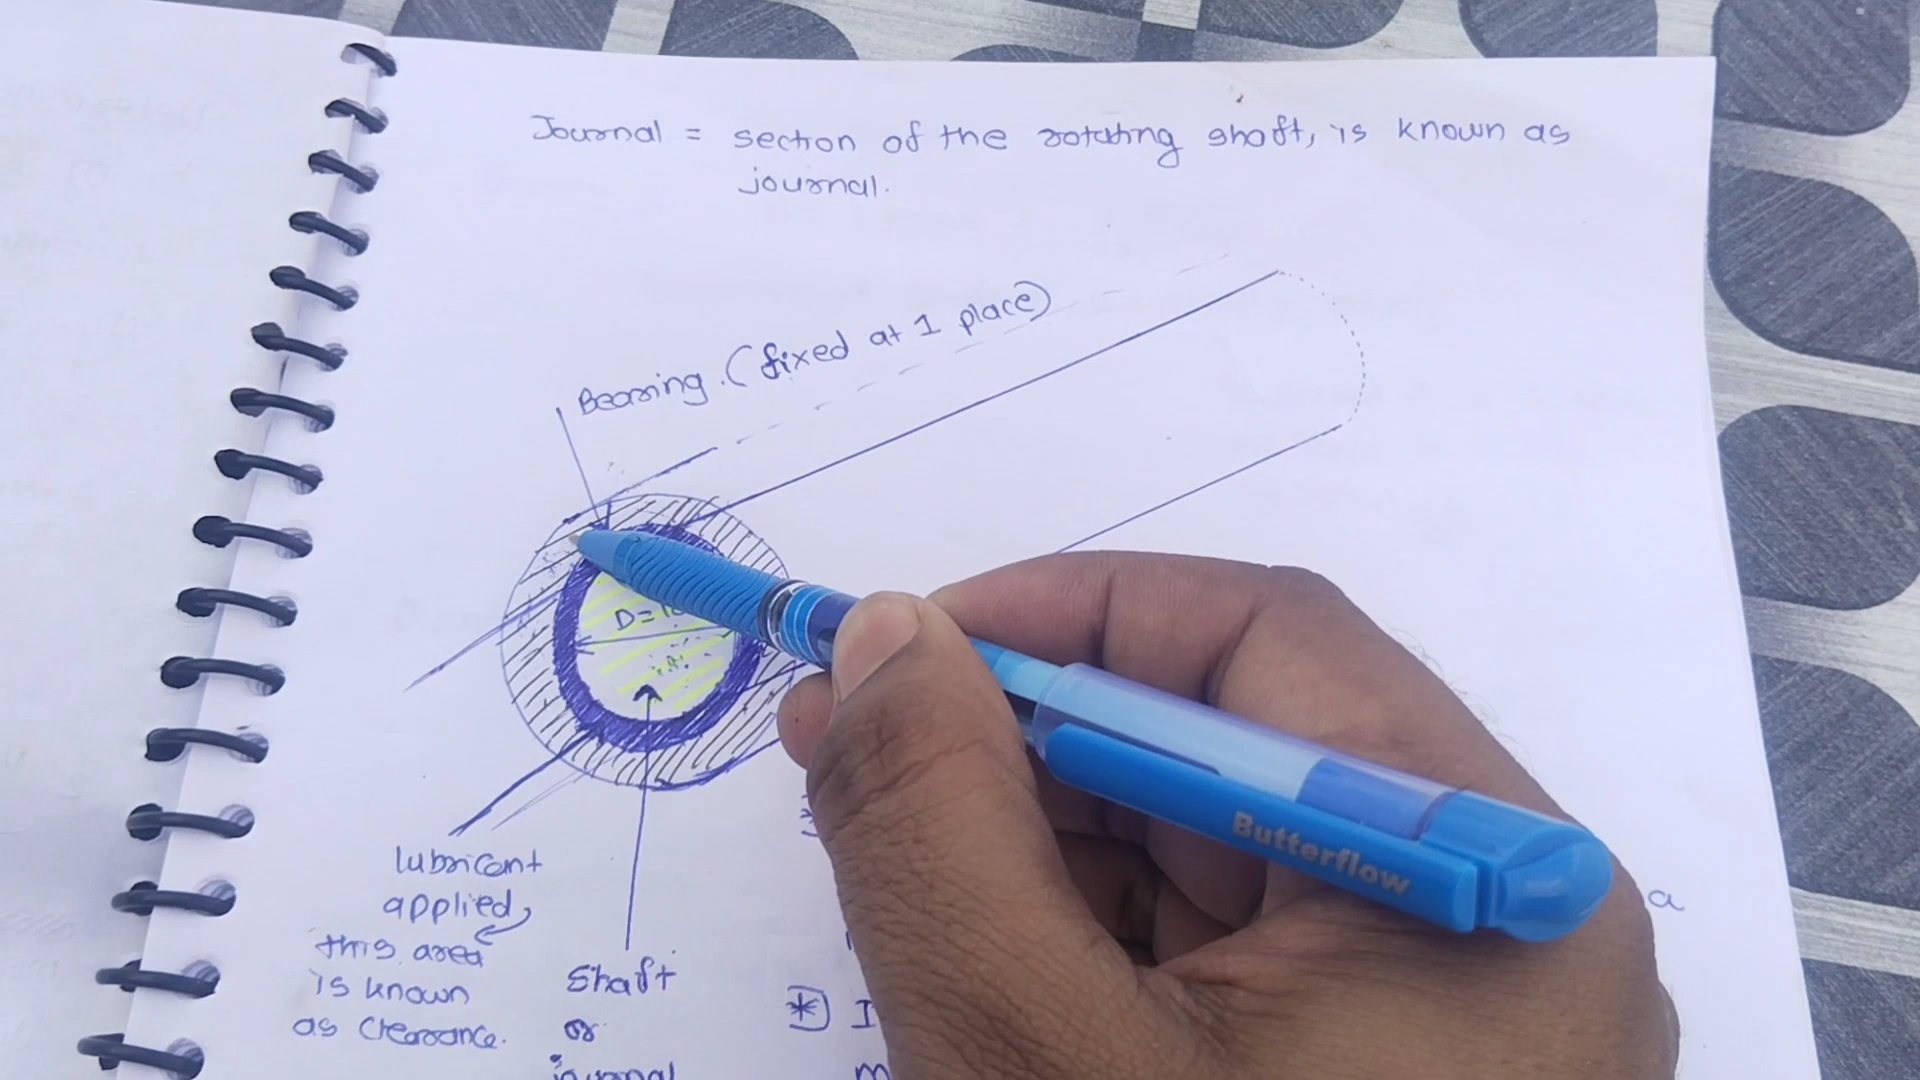 Journal = section of the rotating shaft, is known as
journal.
Bearing. (fixed at 1 place)
D=
lubricant
applied,
this area
is known
as clearance.
Shaft
or
journal
*
I
m
a
Butterflow